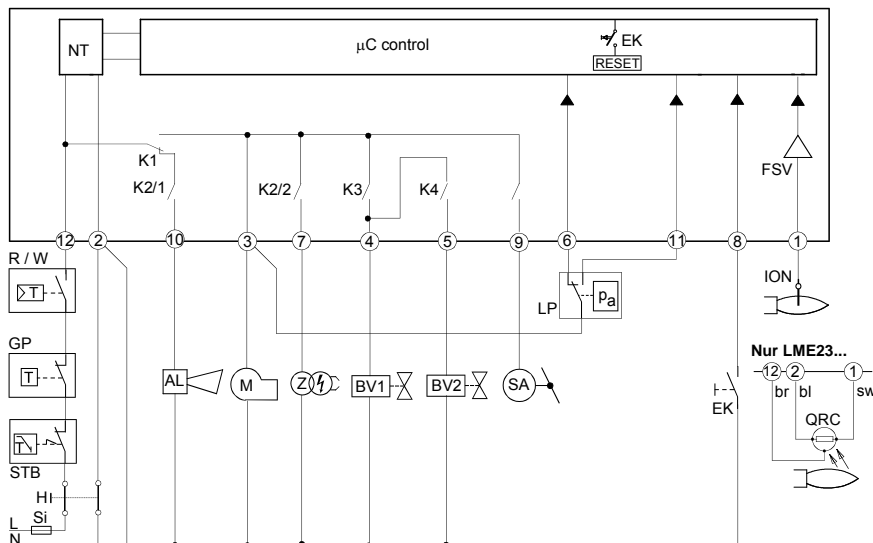 NT
µC control
EK
RESET
K1
K2/1
K2/2
K3
K4
FSV
12
2
10
3
7
4
5
9
6
11
8
1
R / W
T
LP
pa
ION
GP
T
Nur LME23...
12
2
1
AL
M
Z
BV1
BV2
SA
EK
br
bl
sw
QRC
T
STB
H
L
Si
N